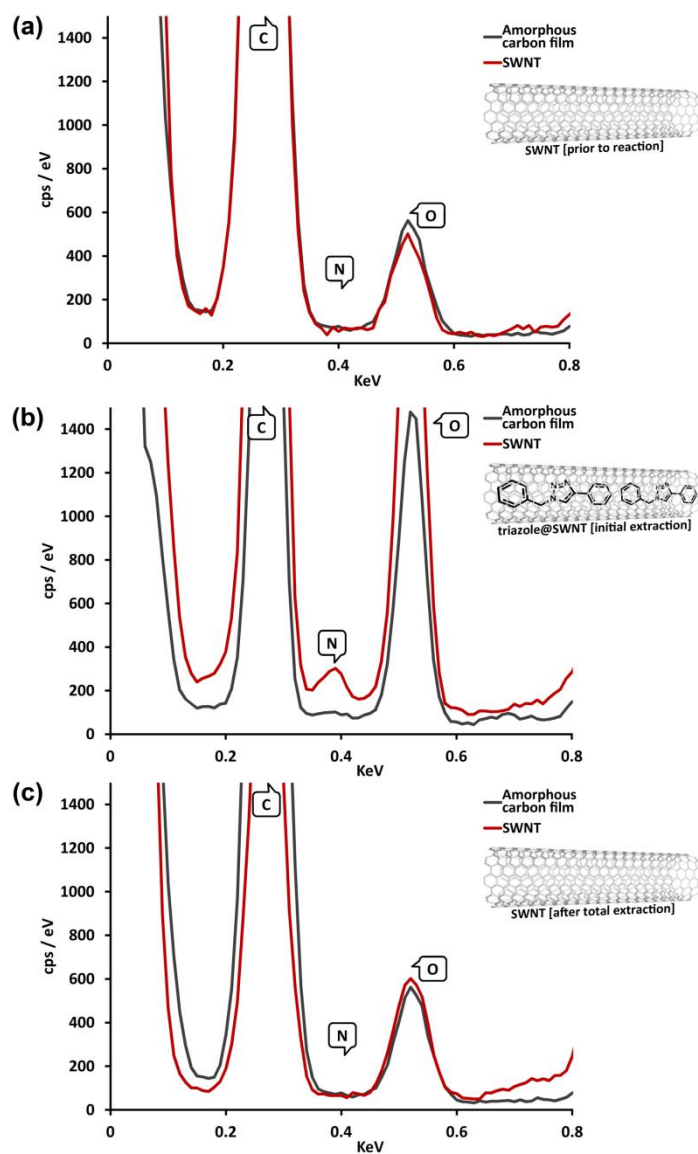 (a)
1400
1200
1000
800
600
400
200
0
cps / eV
0 0.2 0.4 0.6 0.8
KeV
C
N
O
Amorphous
carbon film
SWNT
SWNT [prior to reaction]
(b)
1400
1200
1000
800
600
400
200
0
cps / eV
0 0.2 0.4 0.6 0.8
KeV
C
N
O
Amorphous
carbon film
SWNT
N=N
N
N=N
N
triazole@SWNT [initial extraction]
(c)
1400
1200
1000
800
600
400
200
0
cps / eV
0 0.2 0.4 0.6 0.8
KeV
C
N
O
Amorphous
carbon film
SWNT
SWNT [after total extraction]